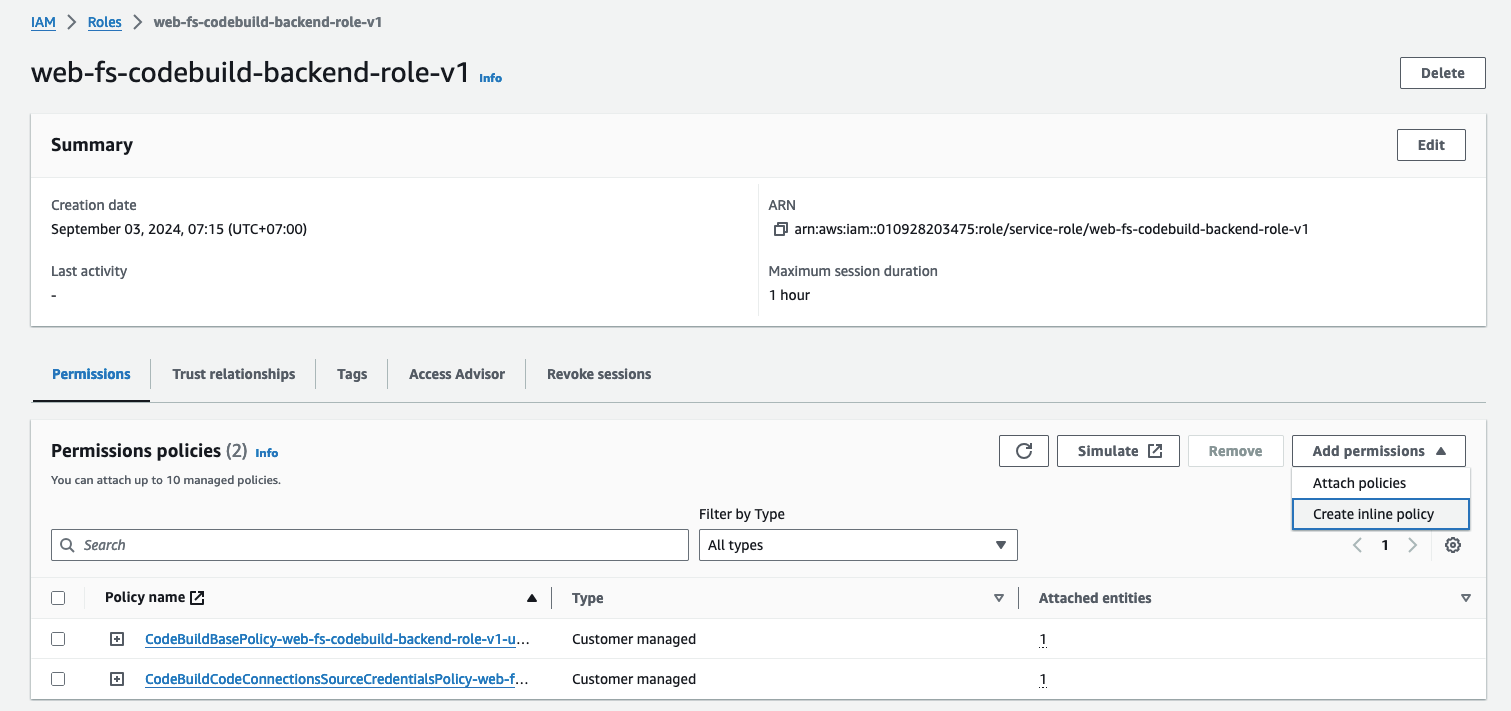 IAM > Roles > web-fs-codebuild-backend-role-v1
web-fs-codebuild-backend-role-v1 Info
Delete
Summary
Edit
Creation date
September 03, 2024, 07:15 (UTC+07:00)
ARN
arn:aws:iam::010928203475:role/service-role/web-fs-codebuild-backend-role-v1
Last activity
-
Maximum session duration
1 hour
Permissions
Trust relationships
Tags
Access Advisor
Revoke sessions
Permissions policies (2) Info
You can attach up to 10 managed policies.
Simulate
Remove
Add permissions
Attach policies
Create inline policy
Filter by Type
Search
All types
1
Policy name
Type
Attached entities
CodeBuildBasePolicy-web-fs-codebuild-backend-role-v1-u...
Customer managed
1
CodeBuildCodeConnectionsSourceCredentialsPolicy-web-f...
Customer managed
1